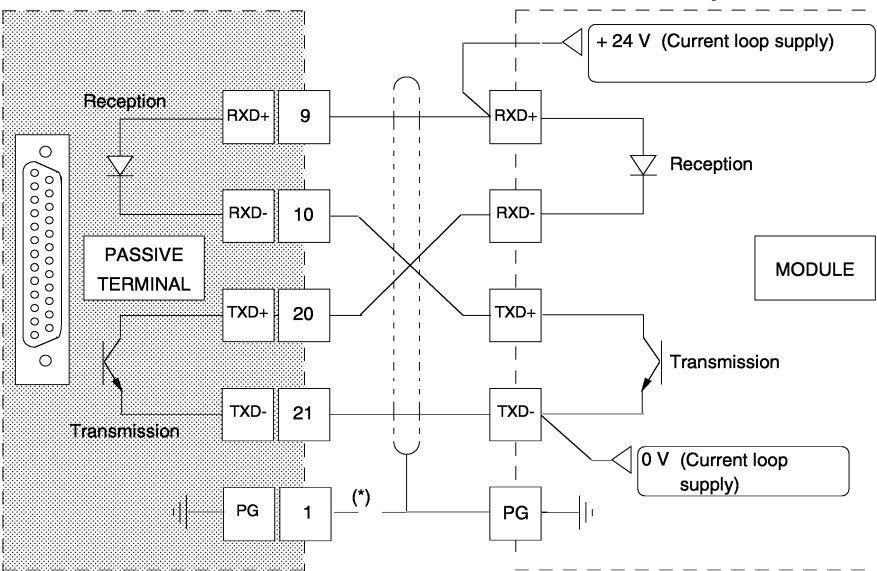 + 24 V (Current loop supply)
Reception
RXD+ 9
RXD+
Reception
RXD- 10
RXD-
PASSIVE
TERMINAL
MODULE
TXD+ 20
TXD+
Transmission
TXD- 21
TXD-
Transmission
0 V (Current loop
supply)
PG 1
(*)
PG